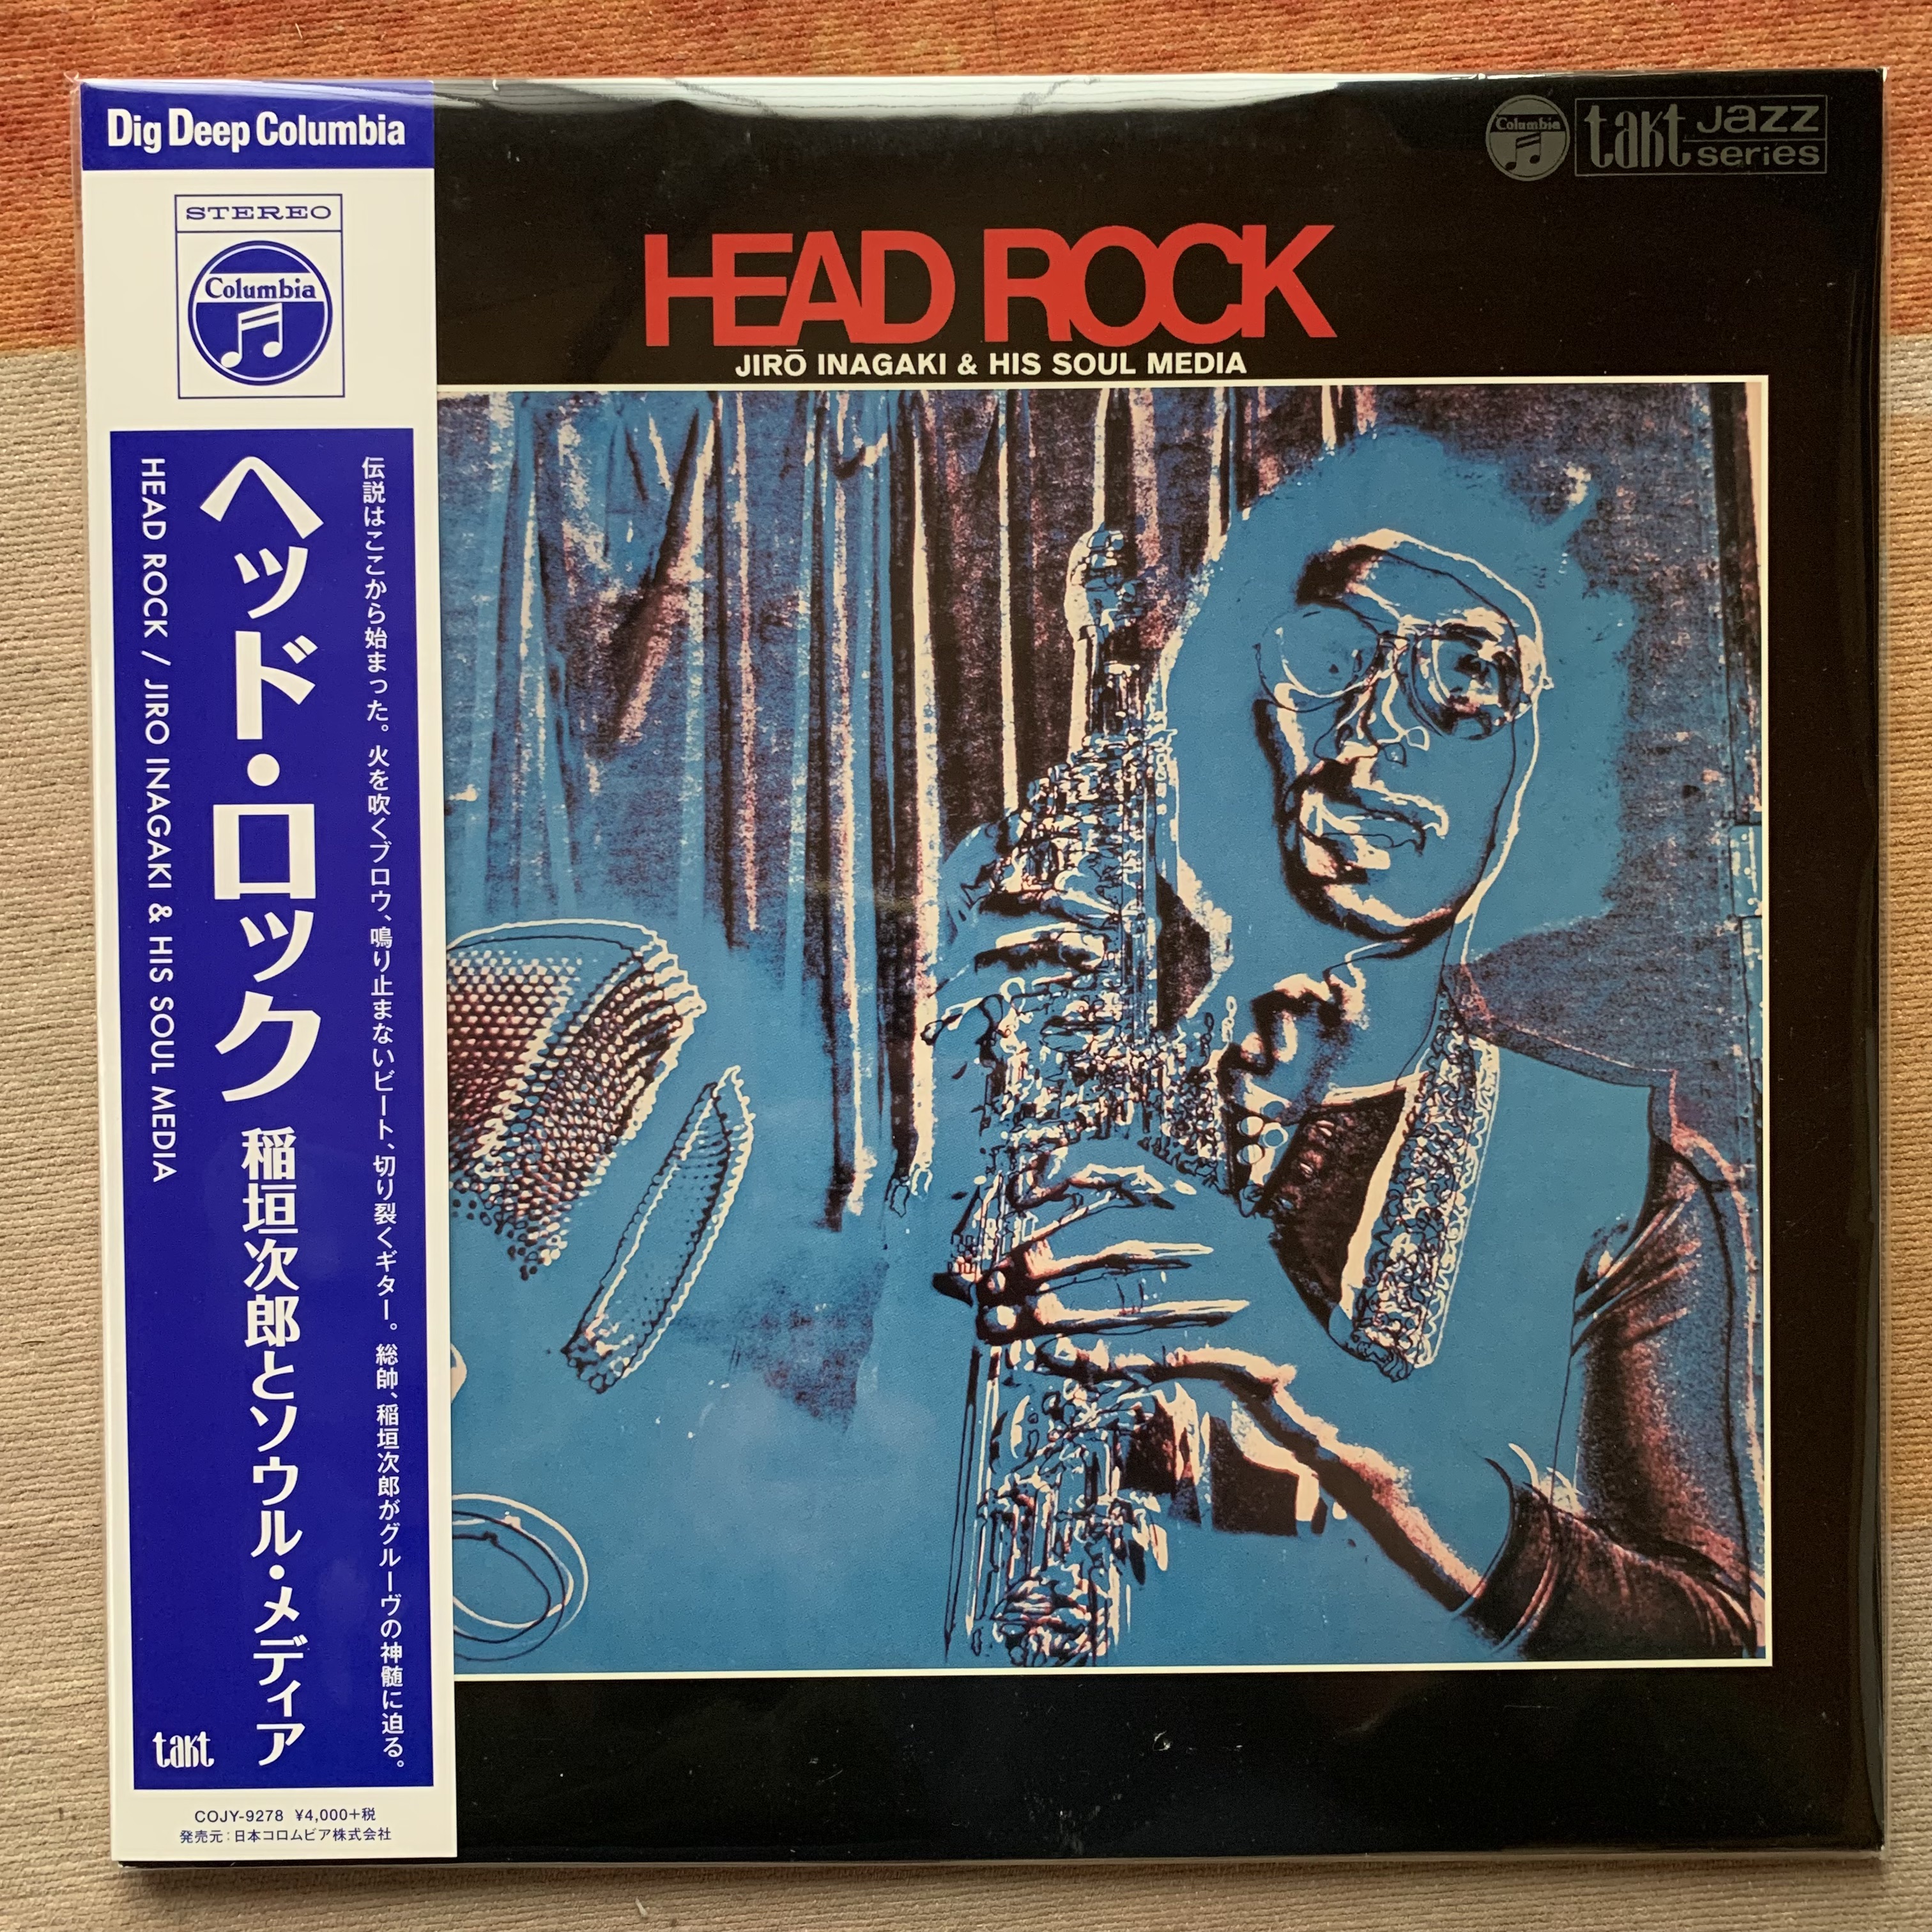 Dig Deep Columbia
STEREO
Columbia
伝説はここから始まった。火を吹くブロウ、鳴り止まないビート、切り裂くギター。総帥、稲垣次郎がグルーヴの神髄に迫る。
ヘッド・ロック 稲垣次郎とソウル・メディア
HEAD ROCK / JIRO INAGAKI & HIS SOUL MEDIA
takt
COJY-9278 ¥4,000+税
発売元:日本コロムビア株式会社
Columbia
takt jazz series
HEAD ROCK
JIRŌ INAGAKI & HIS SOUL MEDIA